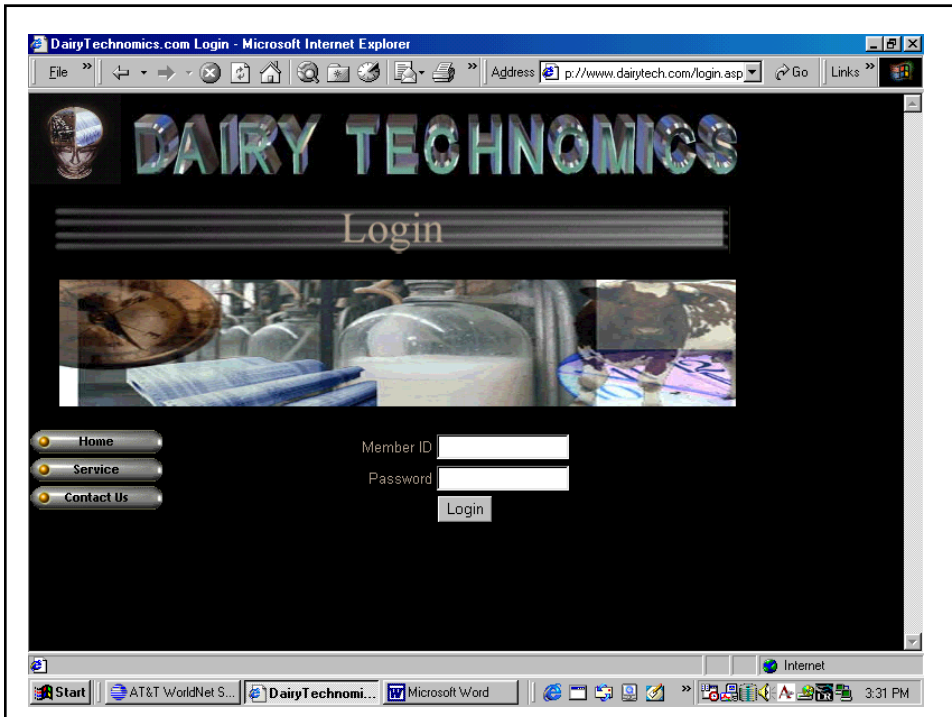 DairyTechnomics.com Login - Microsoft Internet Explorer
File » Address p://www.dairytech.com/login.asp Go Links »
DAIRY TECHNOMICS
Login
Home
Service
Contact Us
Member ID
Password
Login
Internet
Start AT&T WorldNet S... DairyTechnomi... Microsoft Word » 3:31 PM